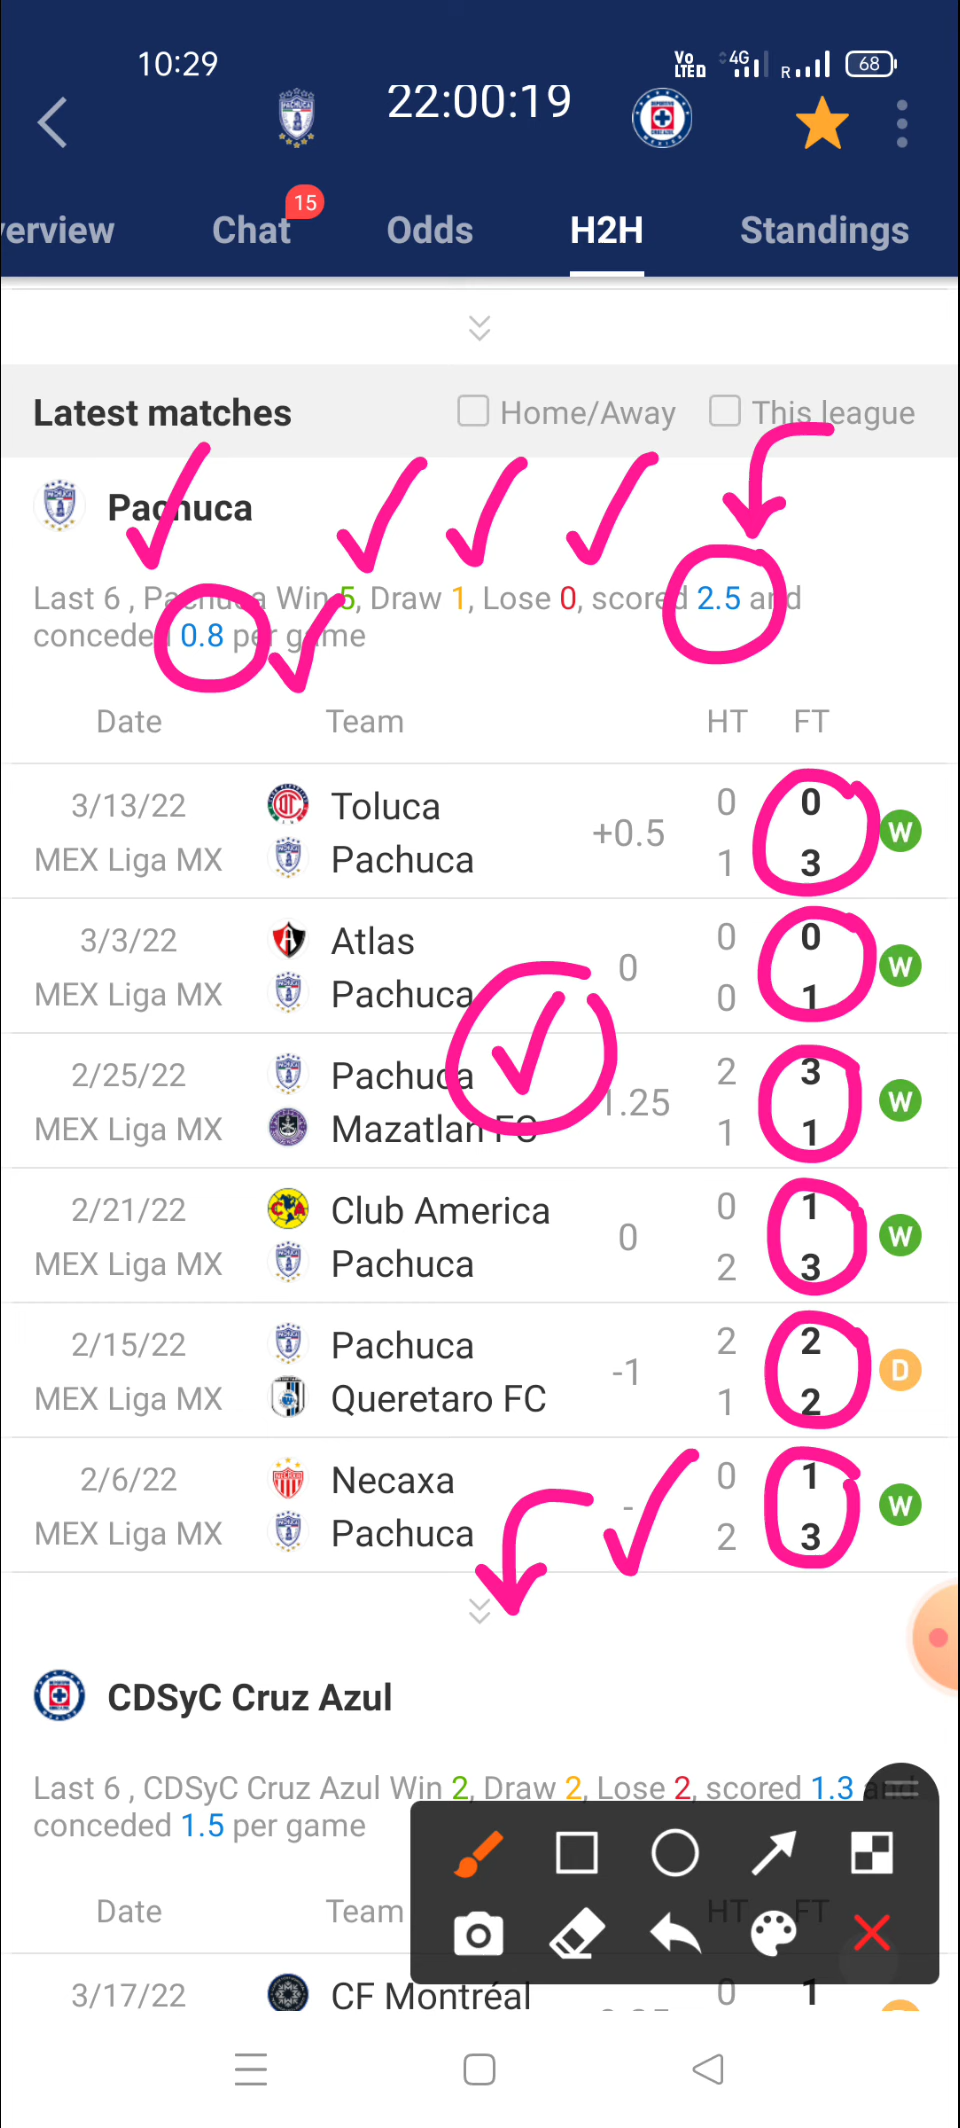 10:29
Vo LTE D 4G R 68
22:00:19
verview Chat 15 Odds H2H Standings
Latest matches Home/Away This league
Pachuca
Last 6 , Pachuca Win 5, Draw 1, Lose 0, scored 2.5 and
conceded 0.8 per game
Date Team HT FT
3/13/22 Toluca 0 0
+0.5 W
MEX Liga MX Pachuca 1 3
3/3/22 Atlas 0 0
0 W
MEX Liga MX Pachuca 0 1
2/25/22 Pachuca 2 3
1.25 W
MEX Liga MX Mazatlan FC 1 1
2/21/22 Club America 0 1
0 W
MEX Liga MX Pachuca 2 3
2/15/22 Pachuca 2 2
-1 D
MEX Liga MX Queretaro FC 1 2
2/6/22 Necaxa 0 1
- W
MEX Liga MX Pachuca 2 3
CDSyC Cruz Azul
Last 6 , CDSyC Cruz Azul Win 2, Draw 2, Lose 2, scored 1.3 and
conceded 1.5 per game
Date Team HT FT
3/17/22 CF Montréal 0 1